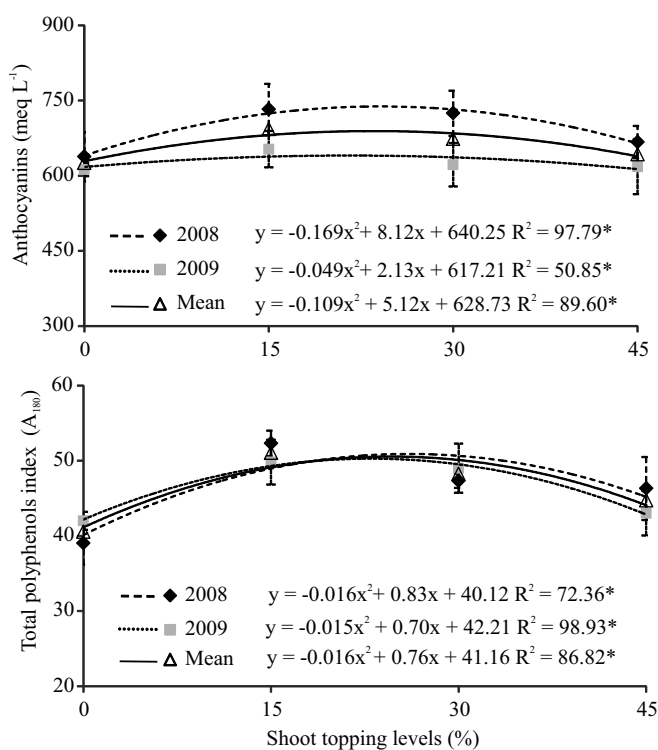 900
750
600
450
300
Anthocyanins (meq L⁻¹)
2008 y = -0.169x²+ 8.12x + 640.25 R² = 97.79*
2009 y = -0.049x²+ 2.13x + 617.21 R² = 50.85*
Mean y = -0.109x² + 5.12x + 628.73 R² = 89.60*
0 15 30 45
60
50
40
30
20
Total polyphenols index (A₁₈₀)
2008 y = -0.016x²+ 0.83x + 40.12 R² = 72.36*
2009 y = -0.015x²+ 0.70x + 42.21 R² = 98.93*
Mean y = -0.016x² + 0.76x + 41.16 R² = 86.82*
0 15 30 45
Shoot topping levels (%)